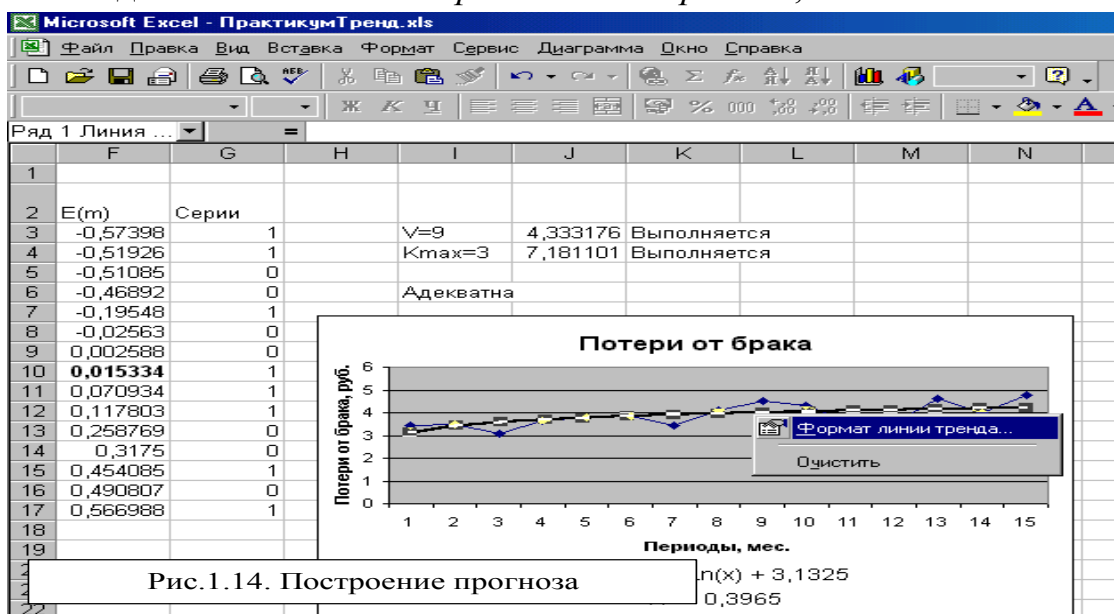 Microsoft Excel - ПрактикумТренд.xls
Файл Правка Вид Вставка Формат Сервис Диаграмма Окно Справка
Ж К Ч % 000
Ряд 1 Линия ... =
F G H I J K L M N
1
2 E(m) Серии
3 -0,57398 1 V=9 4,333176 Выполняется
4 -0,51926 1 Kmax=3 7,181101 Выполняется
5 -0,51085 0
6 -0,46892 0 Адекватна
7 -0,19548 1
8 -0,02563 0
9 0,002588 0
10 0,015334 1
11 0,070934 1
12 0,117803 1
13 0,258769 0
14 0,3175 0
15 0,454085 1
16 0,490807 0
17 0,566988 1
18
19
22
Потери от брака
Потери от брака, руб.
6
5
4
3
2
1
0
1 2 3 4 5 6 7 8 9 10 11 12 13 14 15
Периоды, мес.
Формат линии тренда...
Очистить
n(x) + 3,1325
0,3965
Рис.1.14. Построение прогноза